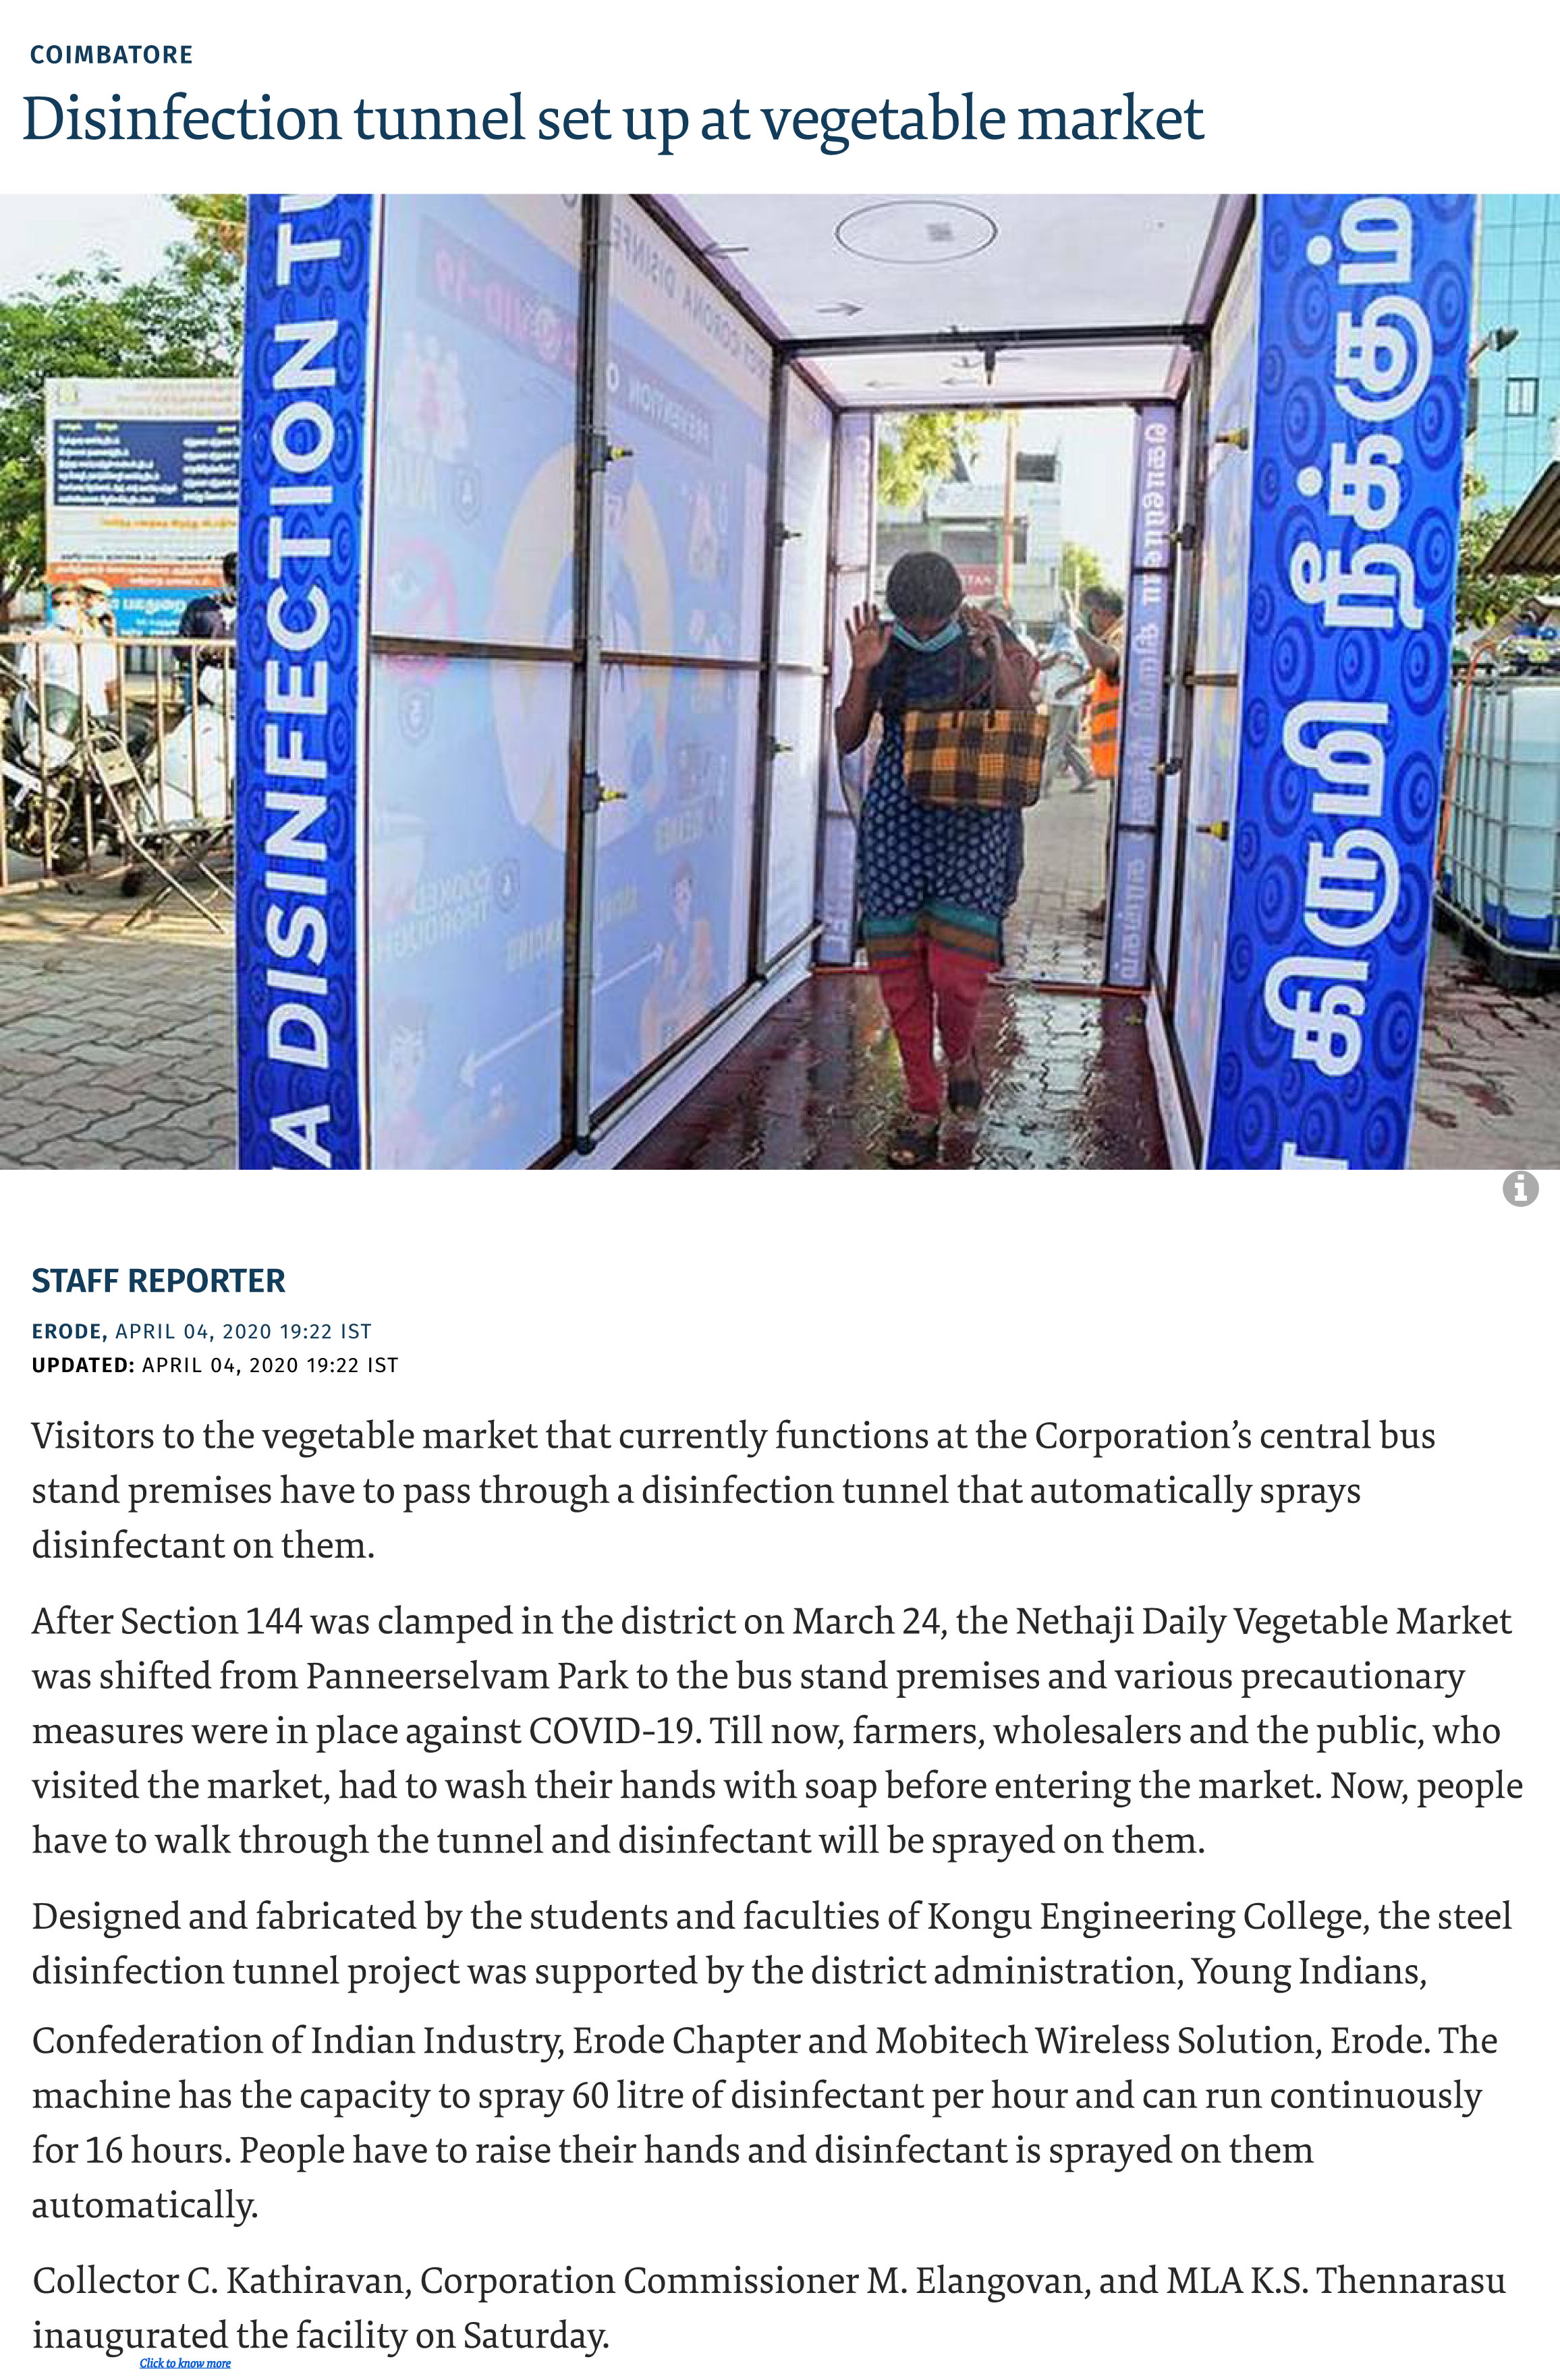 COIMBATORE
Disinfection tunnel set up at vegetable market
A DISINFECTION TU
கிருமி நீக்கும்
STAFF REPORTER
ERODE, APRIL 04, 2020 19:22 IST
UPDATED: APRIL 04, 2020 19:22 IST
Visitors to the vegetable market that currently functions at the Corporation’s central bus
stand premises have to pass through a disinfection tunnel that automatically sprays
disinfectant on them.
After Section 144 was clamped in the district on March 24, the Nethaji Daily Vegetable Market
was shifted from Panneerselvam Park to the bus stand premises and various precautionary
measures were in place against COVID-19. Till now, farmers, wholesalers and the public, who
visited the market, had to wash their hands with soap before entering the market. Now, people
have to walk through the tunnel and disinfectant will be sprayed on them.
Designed and fabricated by the students and faculties of Kongu Engineering College, the steel
disinfection tunnel project was supported by the district administration, Young Indians,
Confederation of Indian Industry, Erode Chapter and Mobitech Wireless Solution, Erode. The
machine has the capacity to spray 60 litre of disinfectant per hour and can run continuously
for 16 hours. People have to raise their hands and disinfectant is sprayed on them
automatically.
Collector C. Kathiravan, Corporation Commissioner M. Elangovan, and MLA K.S. Thennarasu
inaugurated the facility on Saturday.
Click to know more